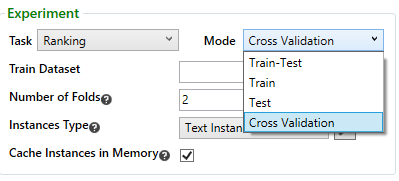 Experiment
Task Ranking Mode Cross Validation
Train-Test
Train
Test
Cross Validation
Train Dataset
Number of Folds 2
Instances Type Text Instan
Cache Instances in Memory